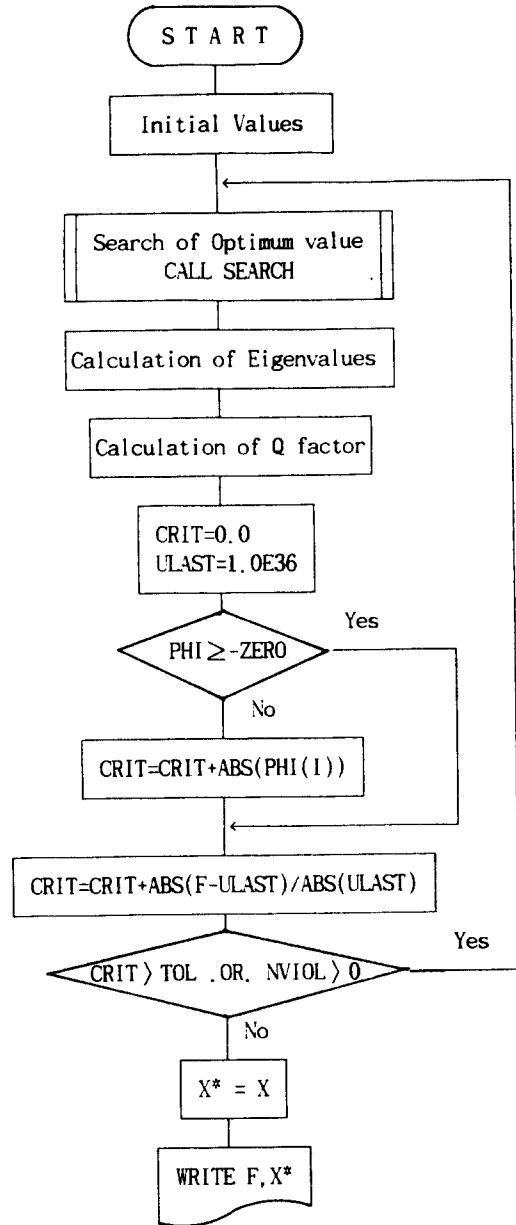 S T A R T
Initial Values
Search of Optimum value
CALL SEARCH
Calculation of Eigenvalues
Calculation of Q factor
CRIT=0.0
ULAST=1.0E36
Yes
PHI≥-ZERO
No
CRIT=CRIT+ABS(PHI(I))
CRIT=CRIT+ABS(F-ULAST)/ABS(ULAST)
Yes
CRIT〉TOL .OR. NVIOL〉0
No
X* = X
WRITE F,X*